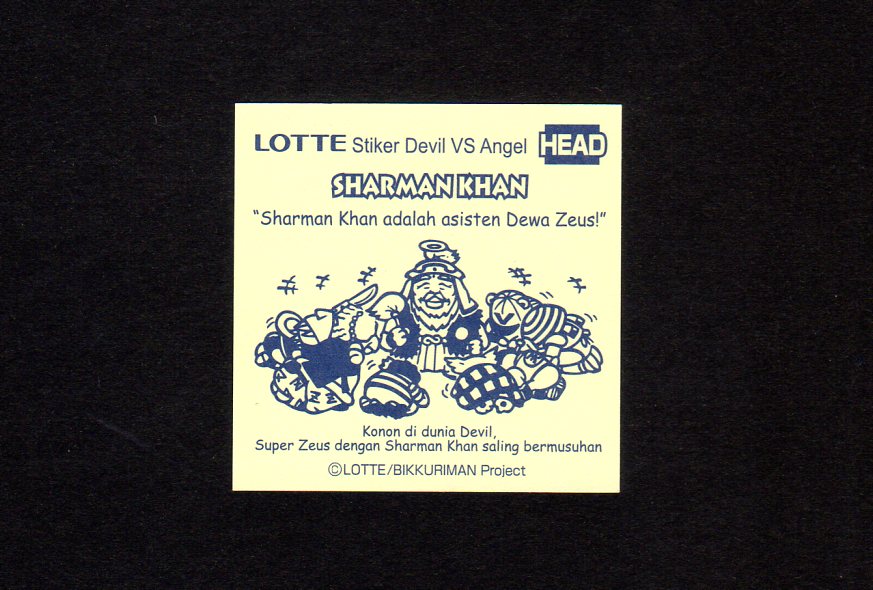 LOTTE Stiker Devil VS Angel HEAD
SHARMAN KHAN
“Sharman Khan adalah asisten Dewa Zeus!”
Konon di dunia Devil,
Super Zeus dengan Sharman Khan saling bermusuhan
©LOTTE/BIKKURIMAN Project